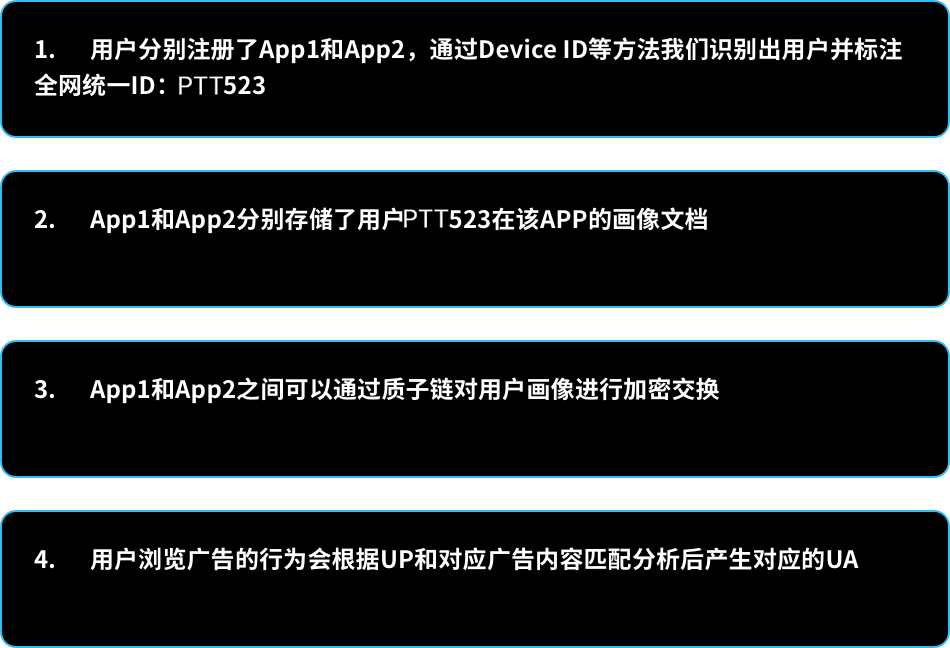 1. 用户分别注册了App1和App2，通过Device ID等方法我们识别出用户并标注
全网统一ID：PTT523
2. App1和App2分别存储了用户PTT523在该APP的画像文档
3. App1和App2之间可以通过质子链对用户画像进行加密交换
4. 用户浏览广告的行为会根据UP和对应广告内容匹配分析后产生对应的UA